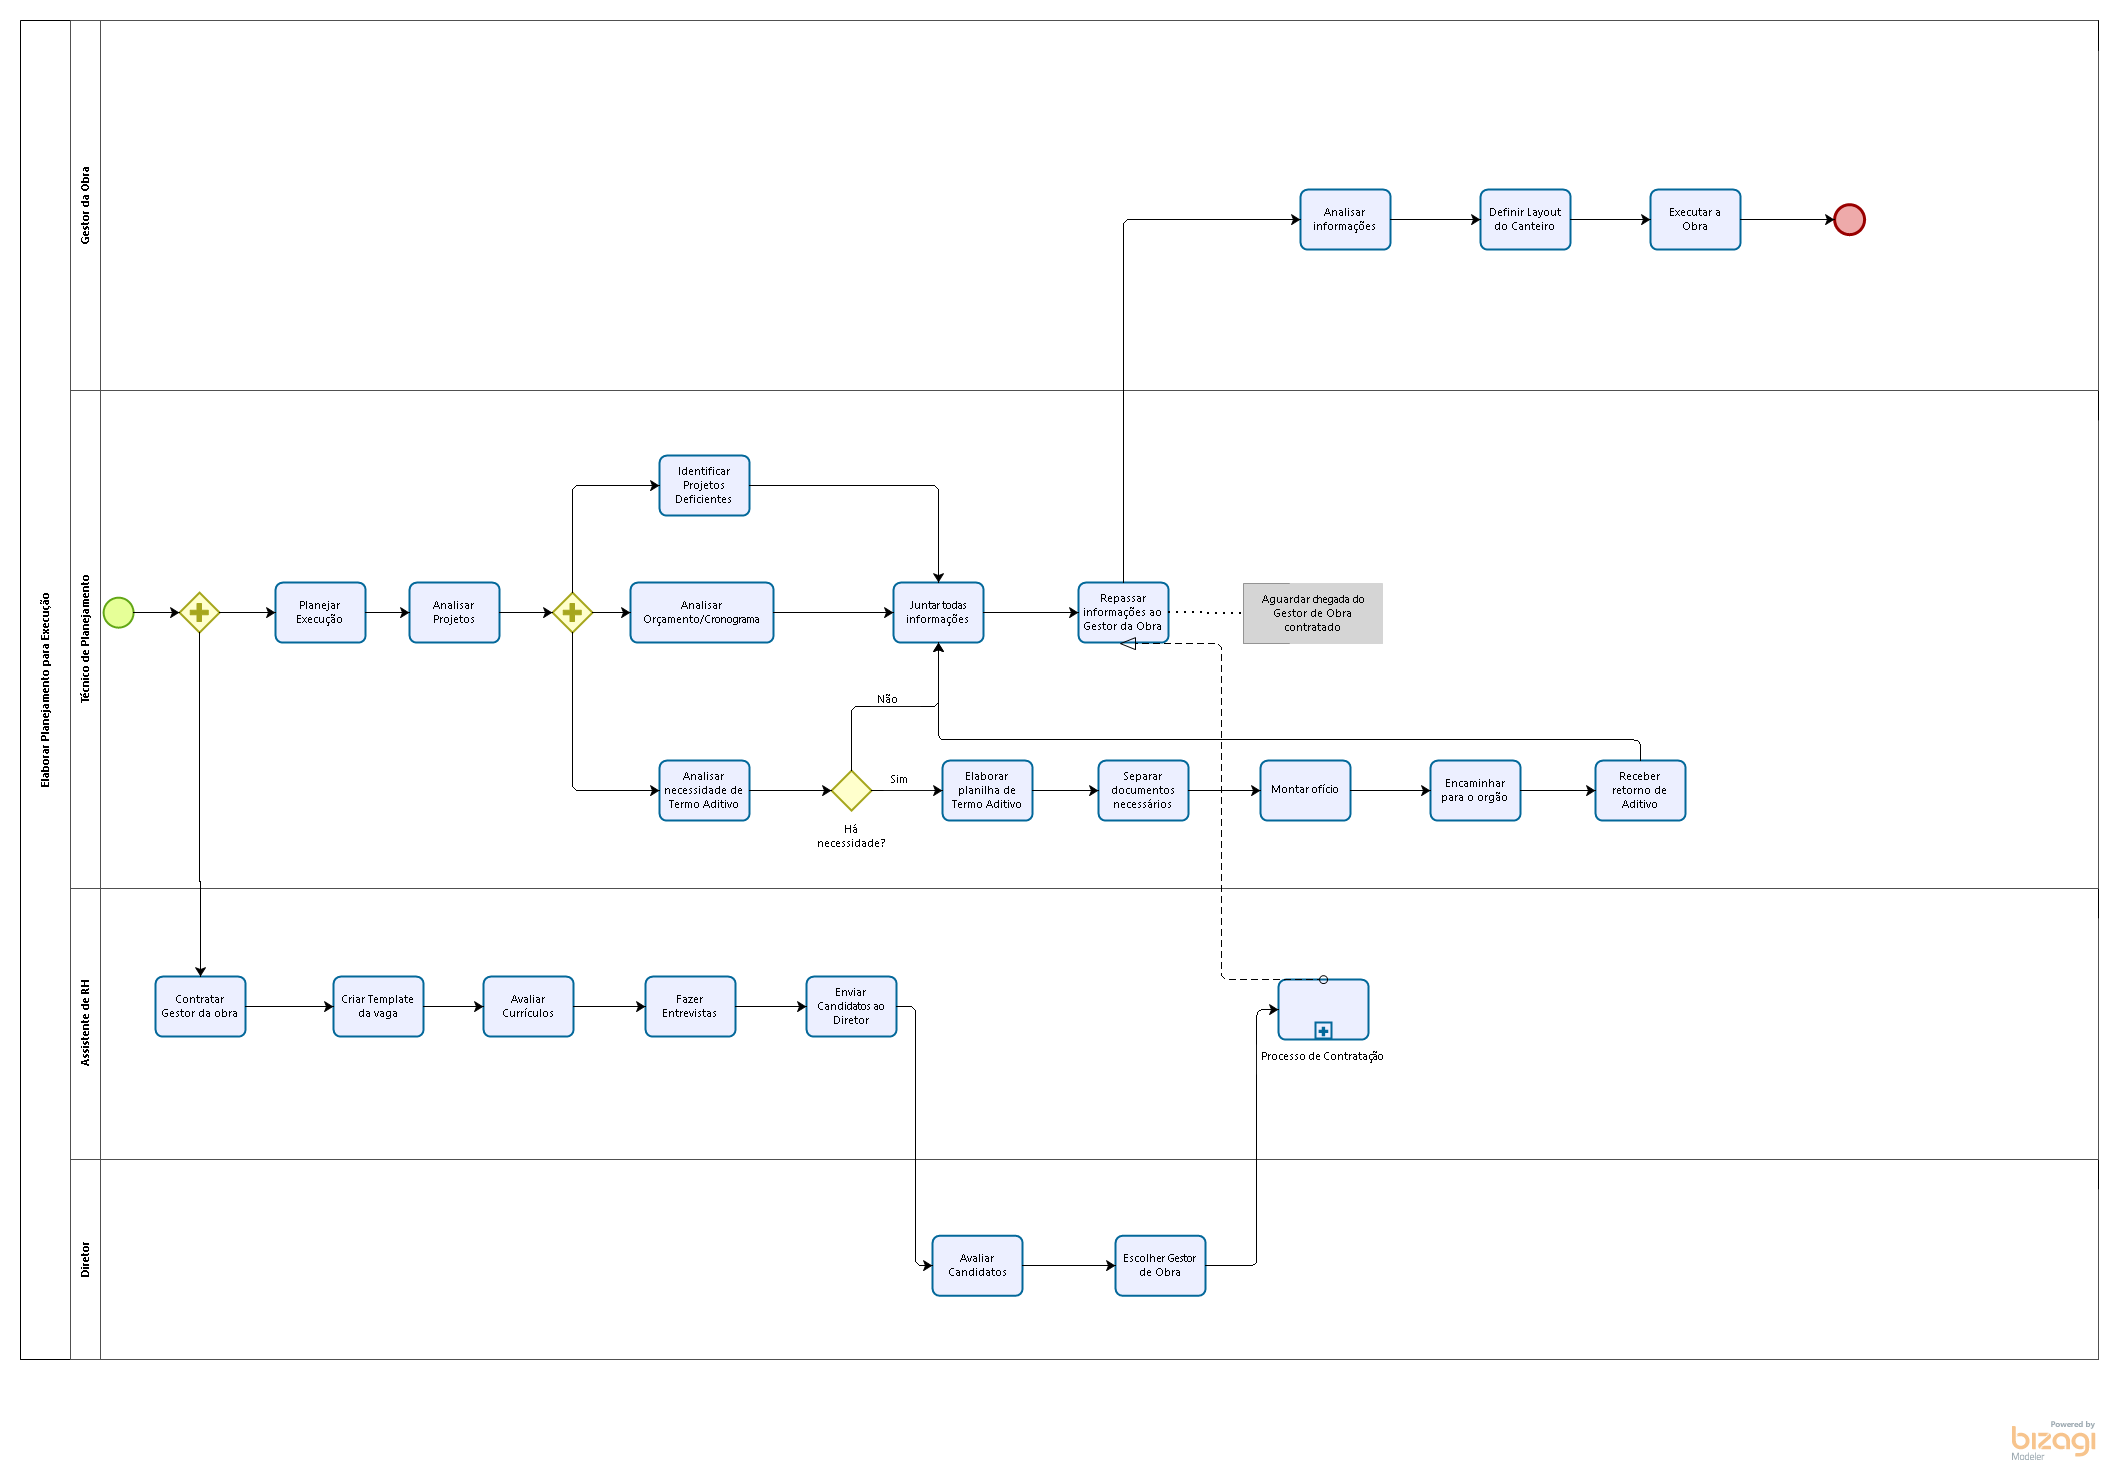 Elaborar Planejamento para Execução
Gestor da Obra
Analisar
informações
Definir Layout
do Canteiro
Executar a
Obra
Técnico de Planejamento
Identificar
Projetos
Deficientes
Planejar
Execução
Analisar
Projetos
Analisar
Orçamento/Cronograma
Juntar todas
informações
Repassar
informações ao
Gestor da Obra
Aguardar chegada do
Gestor de Obra
contratado
Não
Analisar
necessidade de
Termo Aditivo
Há
necessidade?
Sim
Elaborar
planilha de
Termo Aditivo
Separar
documentos
necessários
Montar ofício
Encaminhar
para o orgão
Receber
retorno de
Aditivo
Assistente de RH
Contratar
Gestor da obra
Criar Template
da vaga
Avaliar
Currículos
Fazer
Entrevistas
Enviar
Candidatos ao
Diretor
Processo de Contratação
Diretor
Avaliar
Candidatos
Escolher Gestor
de Obra
Powered by
bizagi
Modeler